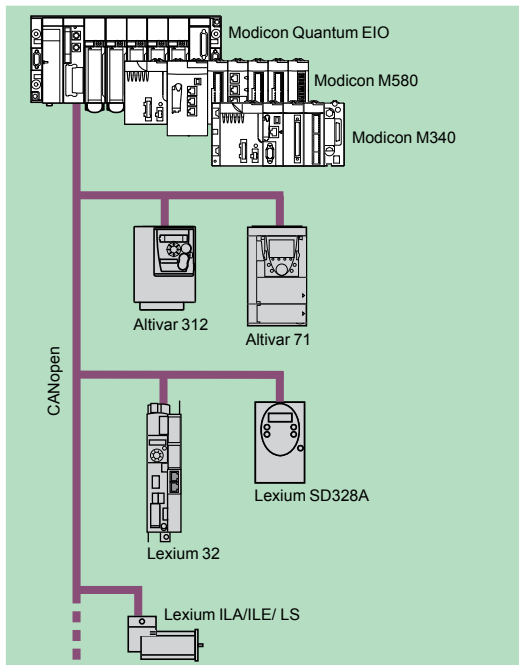 Modicon Quantum EIO
Modicon M580
Modicon M340
Altivar 312
Altivar 71
CANopen
Lexium SD328A
Lexium 32
Lexium ILA/ILE/ LS